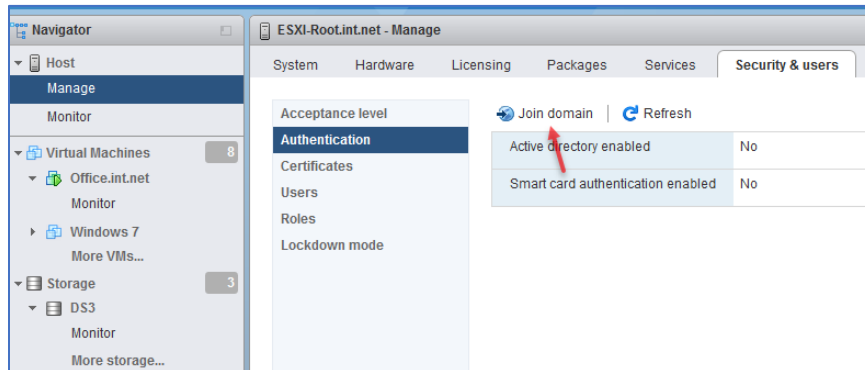 Navigator
Host
Manage
Monitor
Virtual Machines 8
Office.int.net
Monitor
Windows 7
More VMs...
Storage 3
DS3
Monitor
More storage...
ESXI-Root.int.net - Manage
System Hardware Licensing Packages Services Security & users
Acceptance level
Authentication
Certificates
Users
Roles
Lockdown mode
Join domain Refresh
Active directory enabled No
Smart card authentication enabled No